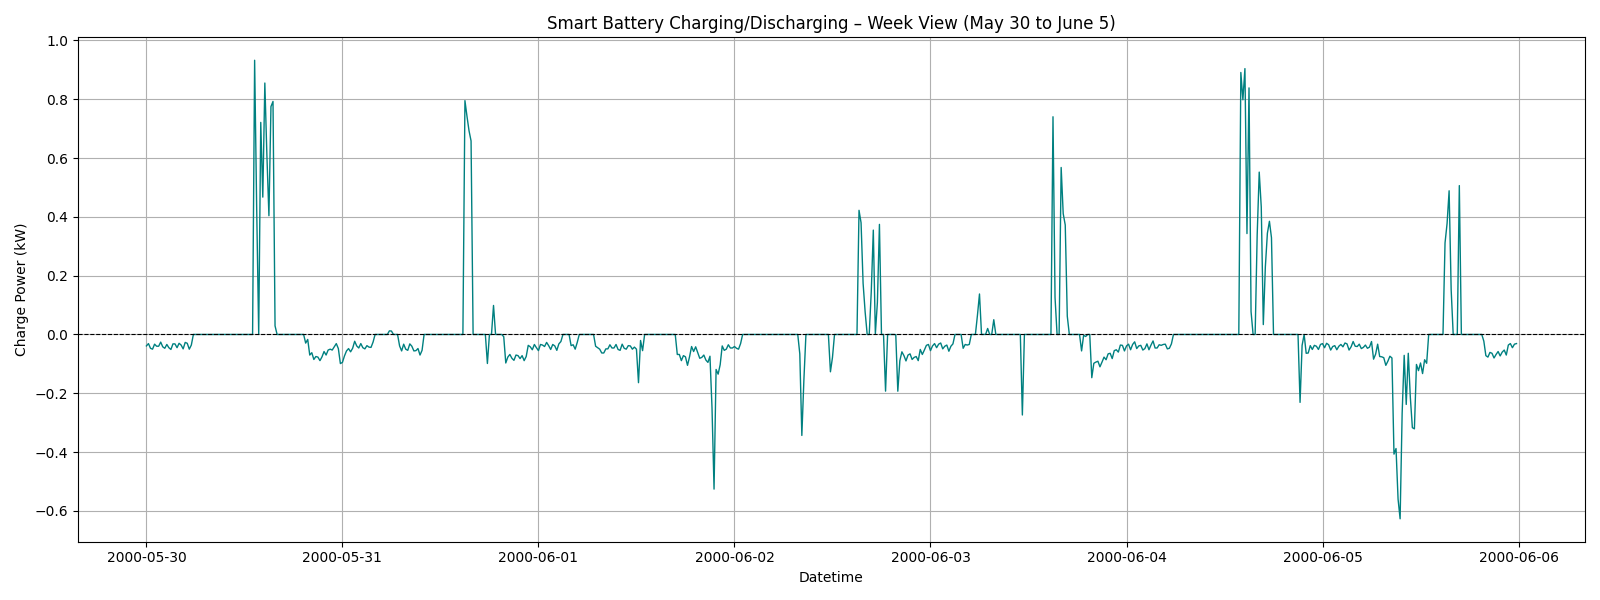 Smart Battery Charging/Discharging – Week View (May 30 to June 5)
Charge Power (kW)
1.0
0.8
0.6
0.4
0.2
0.0
−0.2
−0.4
−0.6
2000-05-30 2000-05-31 2000-06-01 2000-06-02 2000-06-03 2000-06-04 2000-06-05 2000-06-06
Datetime